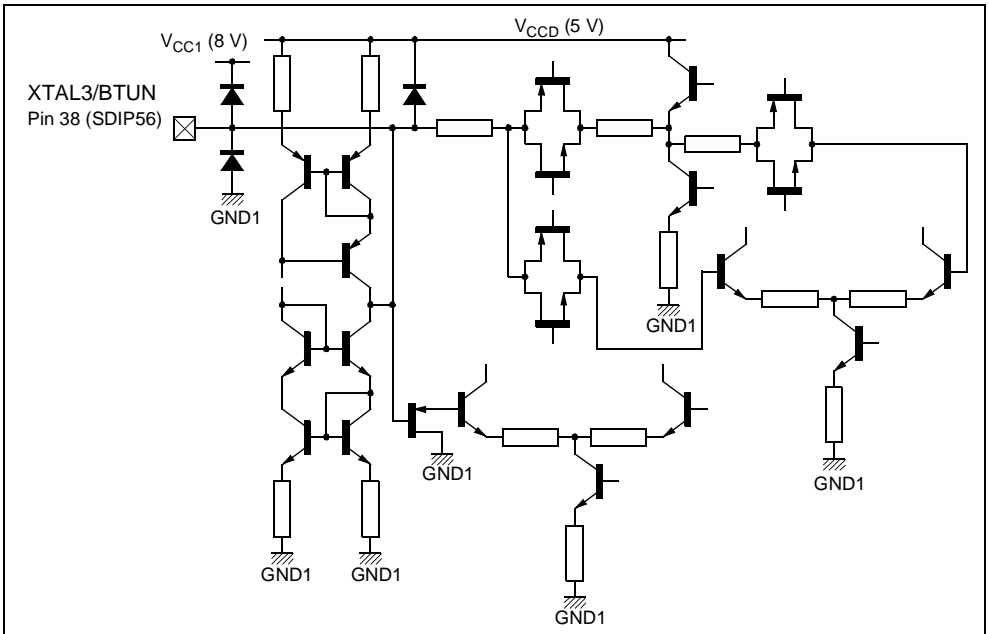 VCC1 (8 V)
VCCD (5 V)
XTAL3/BTUN
Pin 38 (SDIP56)
GND1
GND1
GND1
GND1
GND1
GND1
GND1